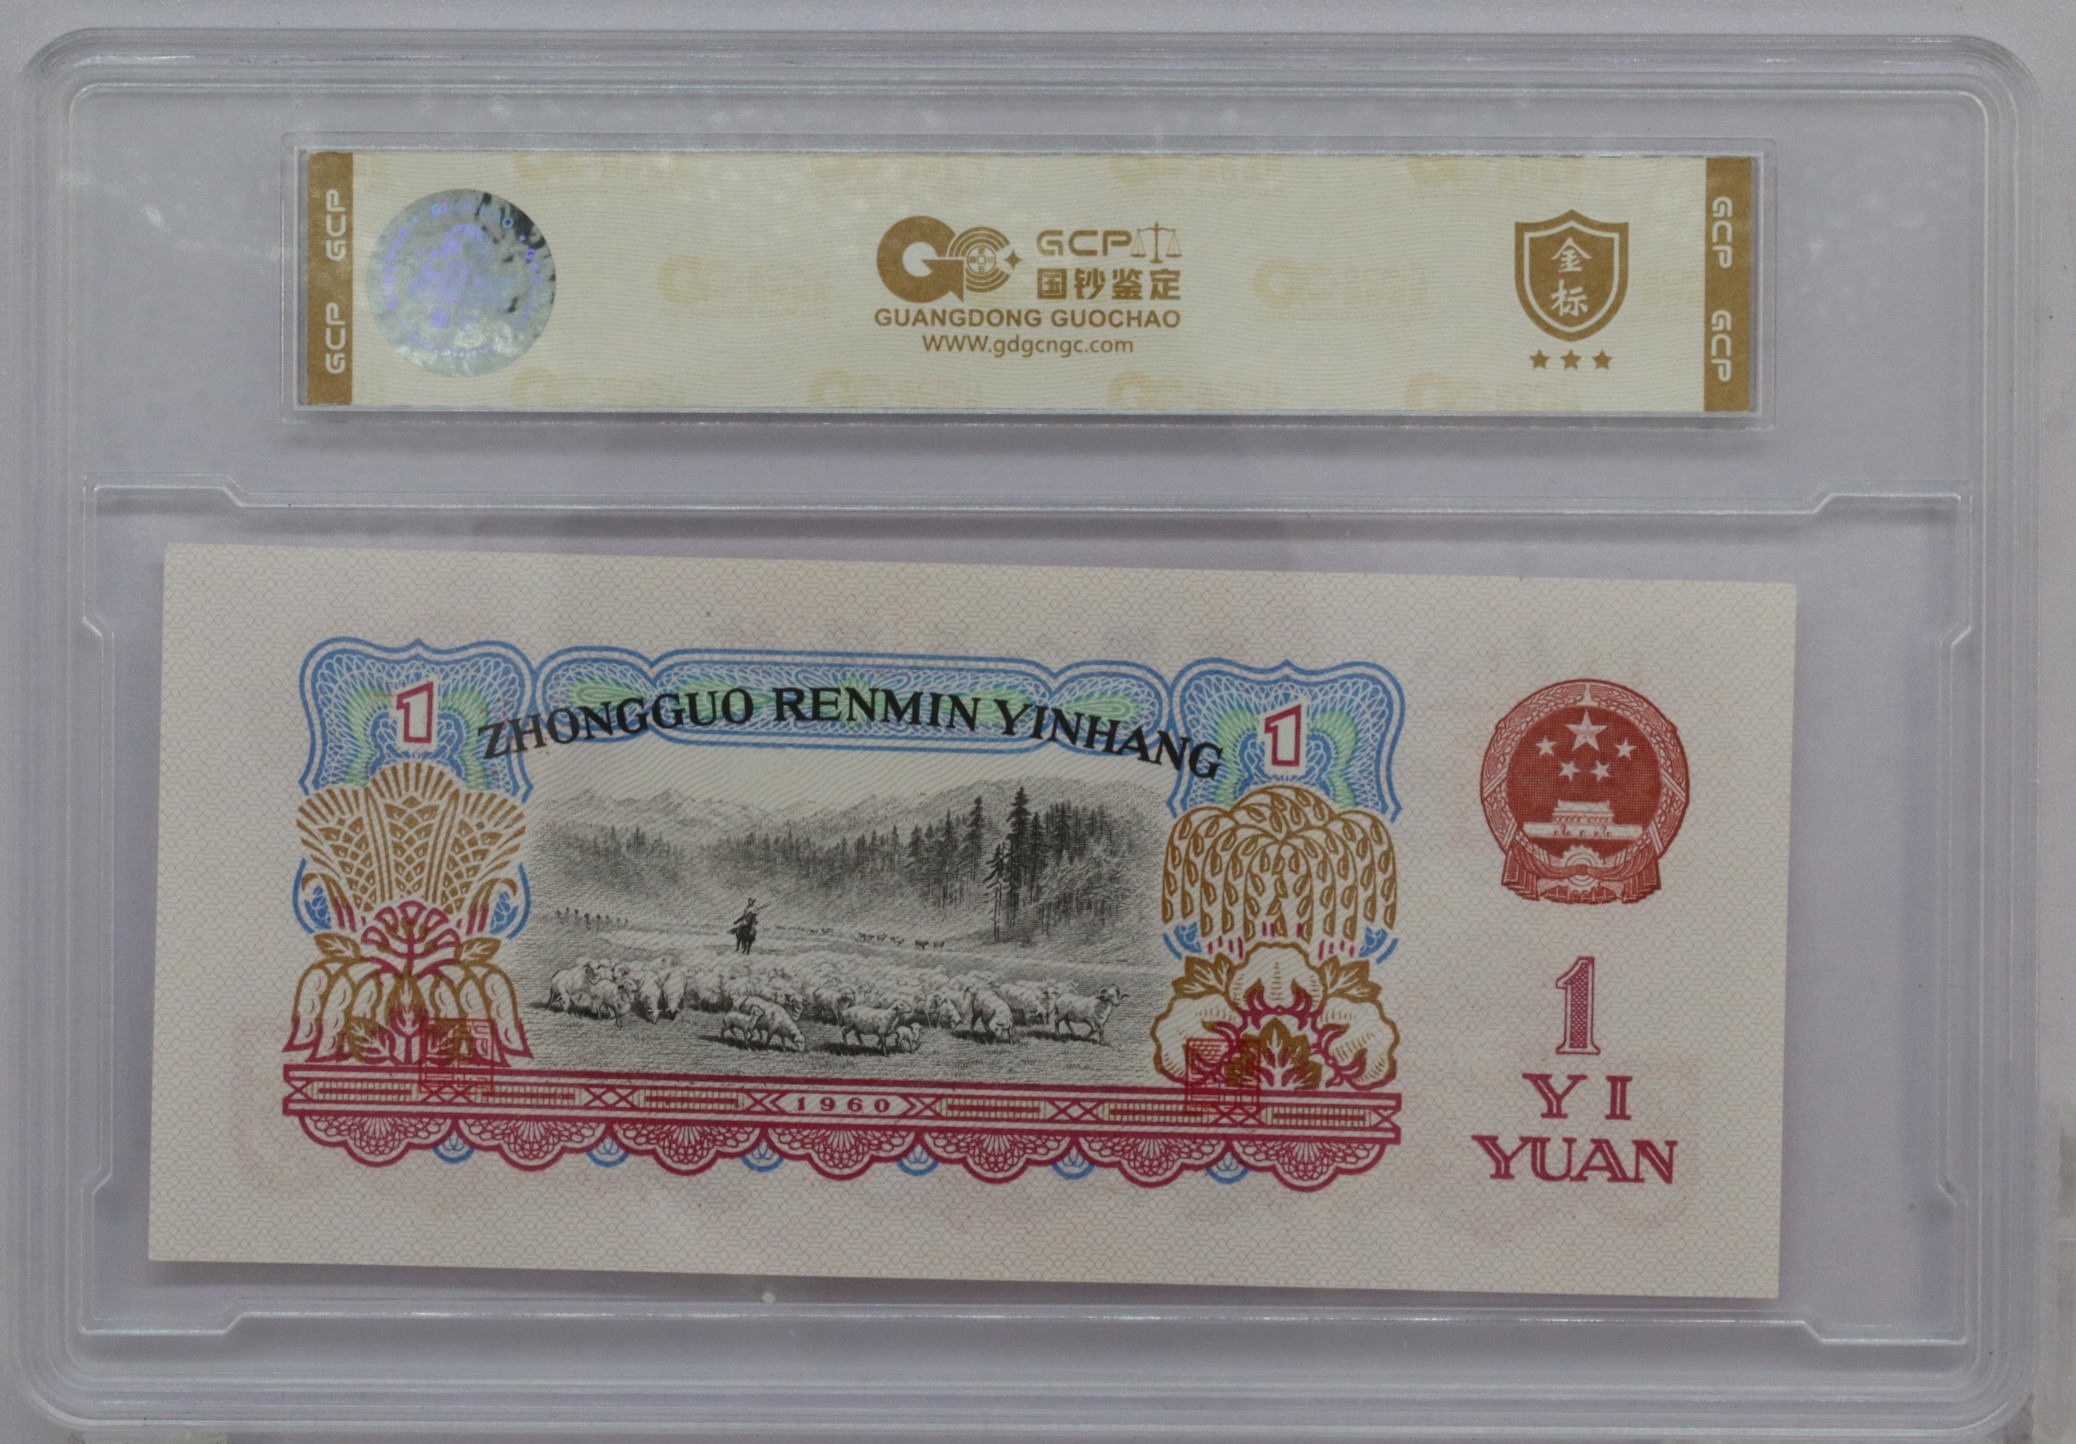 GCP GCP
GCP
国钞鉴定
GUANGDONG GUOCHAO
WWW.gdgcngc.com
金标
GCP GCP
1
ZHONGGUO RENMIN YINHANG
1
1960
1
YI
YUAN